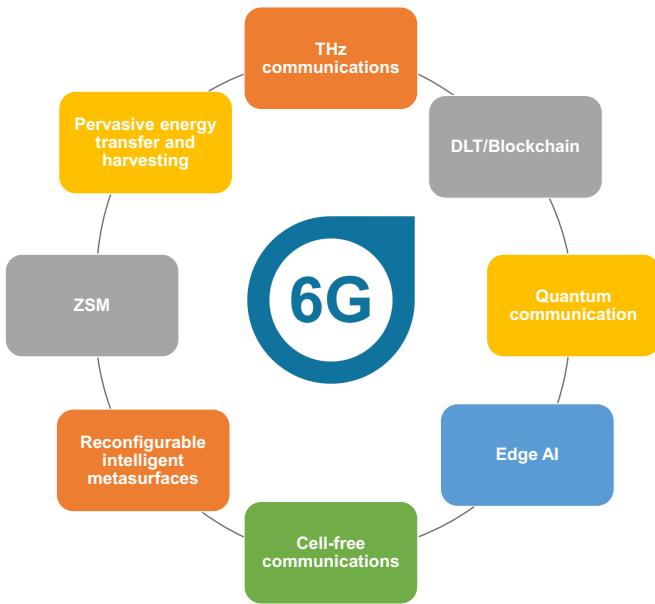 THz
communications
DLT/Blockchain
Quantum
communication
Edge AI
Cell-free
communications
Reconfigurable
intelligent
metasurfaces
ZSM
Pervasive energy
transfer and
harvesting
6G